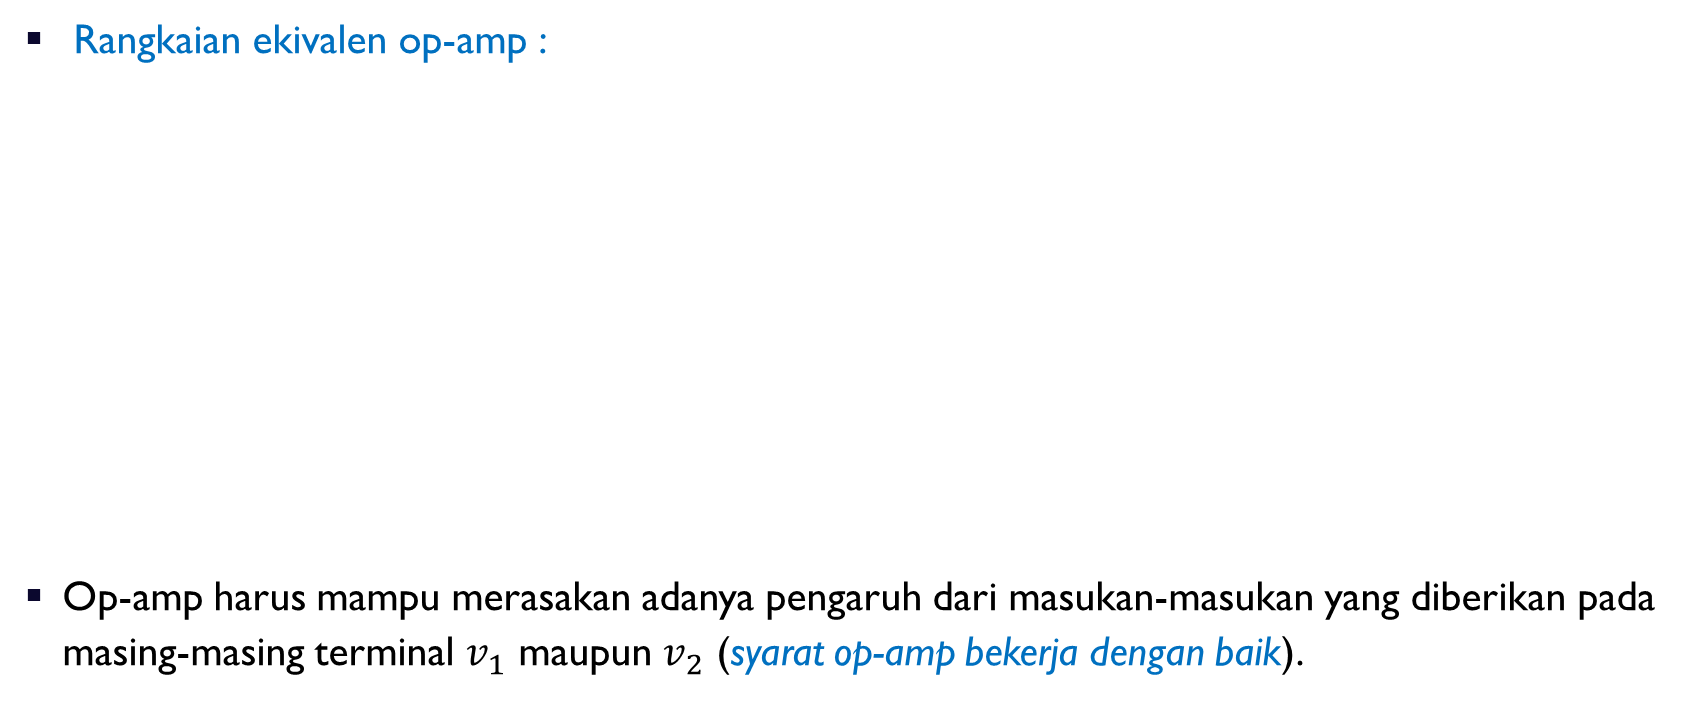 ▪ Rangkaian ekivalen op-amp :
▪ Op-amp harus mampu merasakan adanya pengaruh dari masukan-masukan yang diberikan pada
masing-masing terminal 𝑣₁ maupun 𝑣₂ (syarat op-amp bekerja dengan baik).